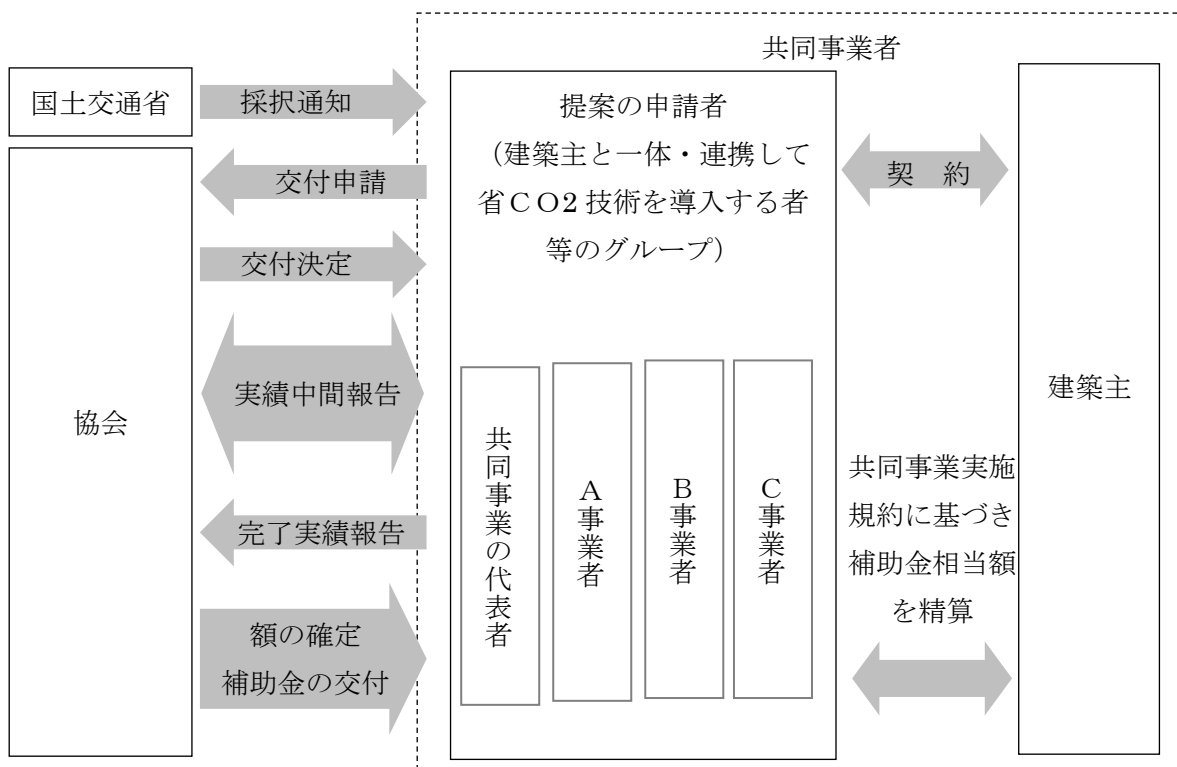 共同事業者
国土交通省
採択通知
協会
交付申請
交付決定
実績中間報告
完了実績報告
額の確定
補助金の交付
提案の申請者
（建築主と一体・連携して
省ＣＯ2技術を導入する者
等のグループ）
共同事業の代表者
Ａ事業者
Ｂ事業者
Ｃ事業者
契　約
共同事業実施
規約に基づき
補助金相当額
を精算
建築主